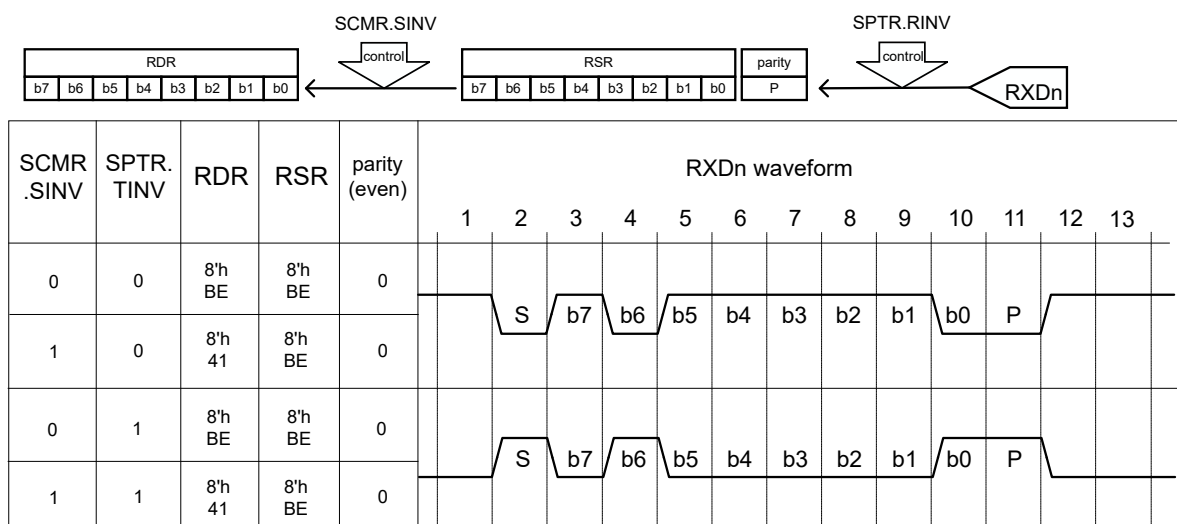 SCMR.SINV
SPTR.RINV
control
control
RDR
RSR
parity
b7 b6 b5 b4 b3 b2 b1 b0
b7 b6 b5 b4 b3 b2 b1 b0
P
RXDn
SCMR .SINV
SPTR. TINV
RDR
RSR
parity (even)
RXDn waveform
1 2 3 4 5 6 7 8 9 10 11 12 13
0 0 8'h BE 8'h BE 0
S b7 b6 b5 b4 b3 b2 b1 b0 P
1 0 8'h 41 8'h BE 0
0 1 8'h BE 8'h BE 0
S b7 b6 b5 b4 b3 b2 b1 b0 P
1 1 8'h 41 8'h BE 0